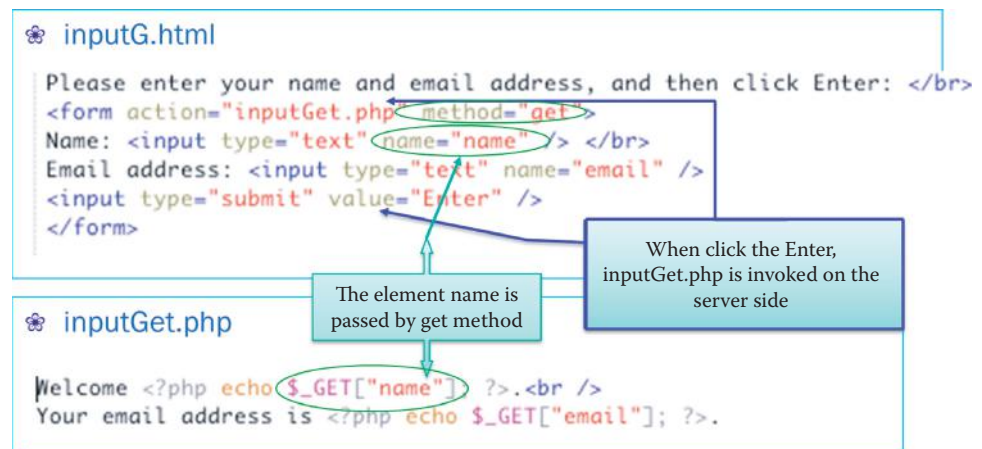 inputG.html
Please enter your name and email address, and then click Enter: </br>
<form action="inputGet.php" method="get">
Name: <input type="text" name="name" /> </br>
Email address: <input type="text" name="email" />
<input type="submit" value="Enter" />
</form>
When click the Enter,
inputGet.php is invoked on the
server side
The element name is
passed by get method
inputGet.php
Welcome <?php echo $_GET["name"]; ?>.<br />
Your email address is <?php echo $_GET["email"]; ?>.